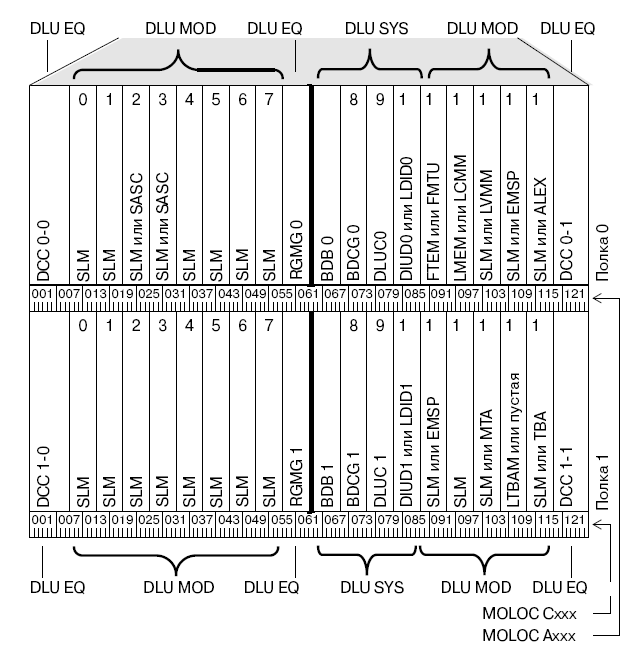 DLU EQ DLU MOD DLU EQ DLU SYS DLU MOD DLU EQ
0 1 2 3 4 5 6 7 8 9 1 1 1 1 1 1
DCC 0-0
SLM
SLM
SLM или SASC
SLM или SASC
SLM
SLM
SLM
SLM
RGMG 0
BDB 0
BDCG 0
DLUC0
DIUD0 или LDID0
FTEM или FMTU
LMEM или LCMM
SLM или LVMM
SLM или EMSP
SLM или ALEX
DCC 0-1
Полка 0
001 007 013 019 025 031 037 043 049 055 061 067 073 079 085 091 097 103 109 115 121
0 1 2 3 4 5 6 7 8 9 1 1 1 1 1 1
DCC 1-0
SLM
SLM
SLM
SLM
SLM
SLM
SLM
SLM
RGMG 1
BDB 1
BDCG 1
DLUC 1
DIUD1 или LDID1
SLM или EMSP
SLM
SLM или MTA
LTBAM или пустая
SLM или TBA
DCC 1-1
Полка 1
001 007 013 019 025 031 037 043 049 055 061 067 073 079 085 091 097 103 109 115 121
DLU EQ DLU MOD DLU EQ DLU SYS DLU MOD DLU EQ
MOLOC Cxxx
MOLOC Axxx